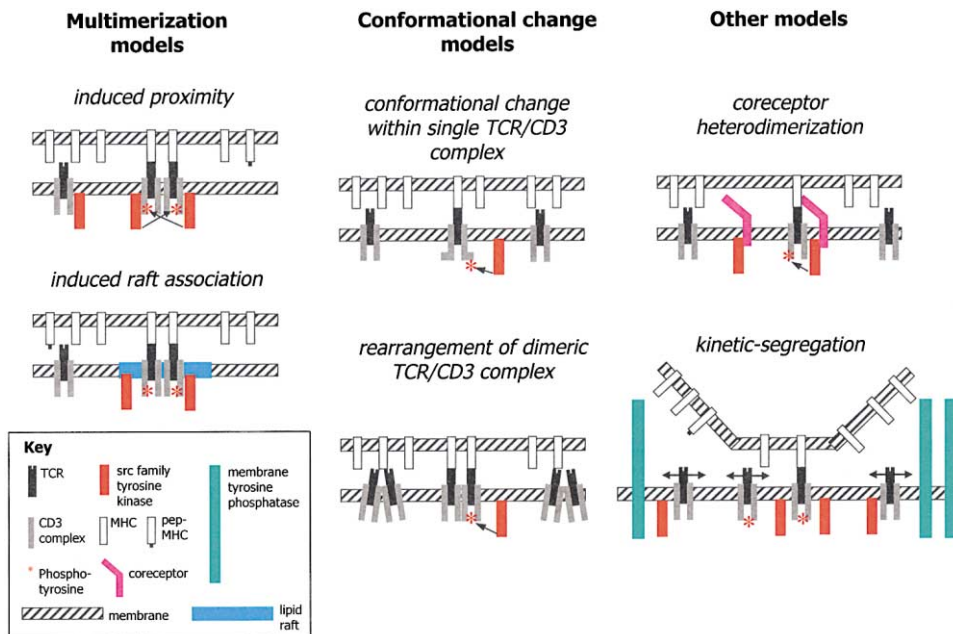 Multimerization
models
induced proximity
induced raft association
Conformational change
models
conformational change
within single TCR/CD3
complex
rearrangement of dimeric
TCR/CD3 complex
Other models
coreceptor
heterodimerization
kinetic-segregation
Key
TCR
src family
tyrosine
kinase
membrane
tyrosine
phosphatase
CD3
complex
MHC
pep-
MHC
Phospho-
tyrosine
coreceptor
membrane
lipid
raft